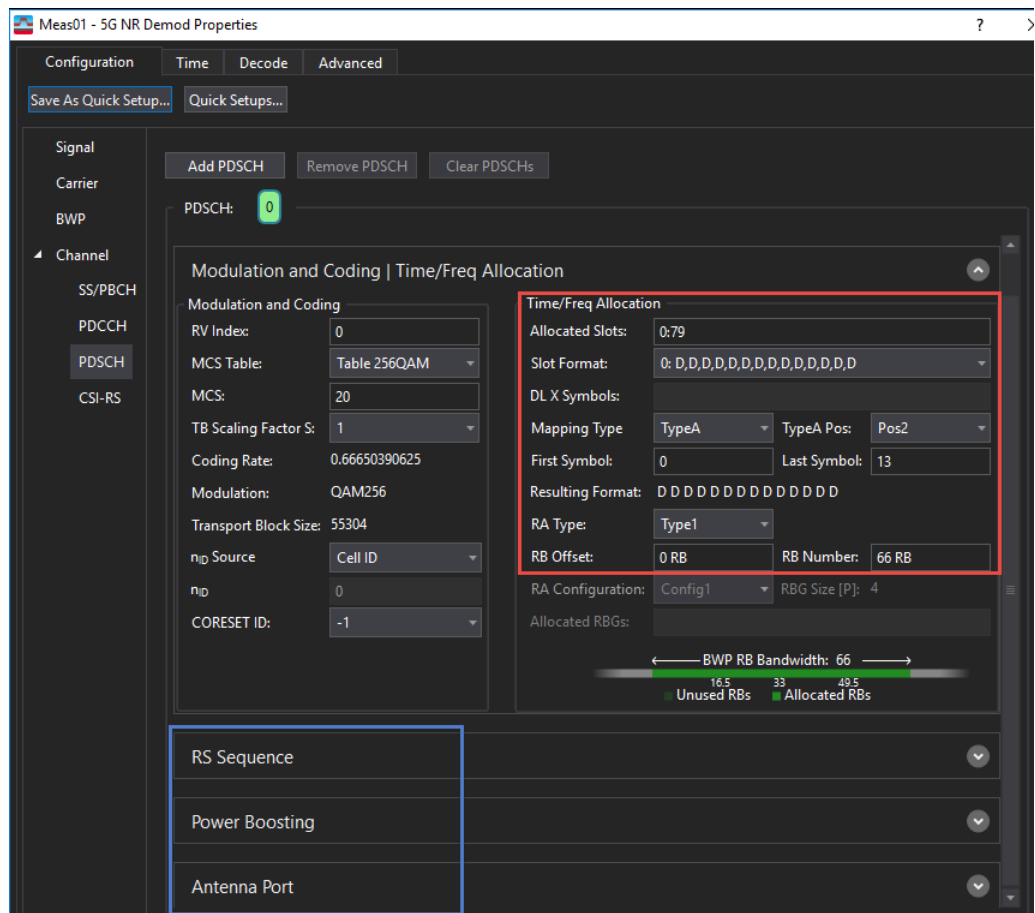 Meas01 - 5G NR Demod Properties
?
Configuration Time Decode Advanced
Save As Quick Setup... Quick Setups...
Signal
Carrier
BWP
Channel
SS/PBCH
PDCCH
PDSCH
CSI-RS
Add PDSCH Remove PDSCH Clear PDSCHs
PDSCH: 0
Modulation and Coding | Time/Freq Allocation
Modulation and Coding
RV Index: 0
MCS Table: Table 256QAM
MCS: 20
TB Scaling Factor S: 1
Coding Rate: 0.66650390625
Modulation: QAM256
Transport Block Size: 55304
nID Source Cell ID
nID 0
CORESET ID: -1
Time/Freq Allocation
Allocated Slots: 0:79
Slot Format: 0: D,D,D,D,D,D,D,D,D,D,D,D,D,D
DL X Symbols:
Mapping Type TypeA TypeA Pos: Pos2
First Symbol: 0 Last Symbol: 13
Resulting Format: D D D D D D D D D D D D D D
RA Type: Type1
RB Offset: 0 RB RB Number: 66 RB
RA Configuration: Config1 RBG Size [P]: 4
Allocated RBGs:
BWP RB Bandwidth: 66
16.5 33 49.5
Unused RBs Allocated RBs
RS Sequence
Power Boosting
Antenna Port